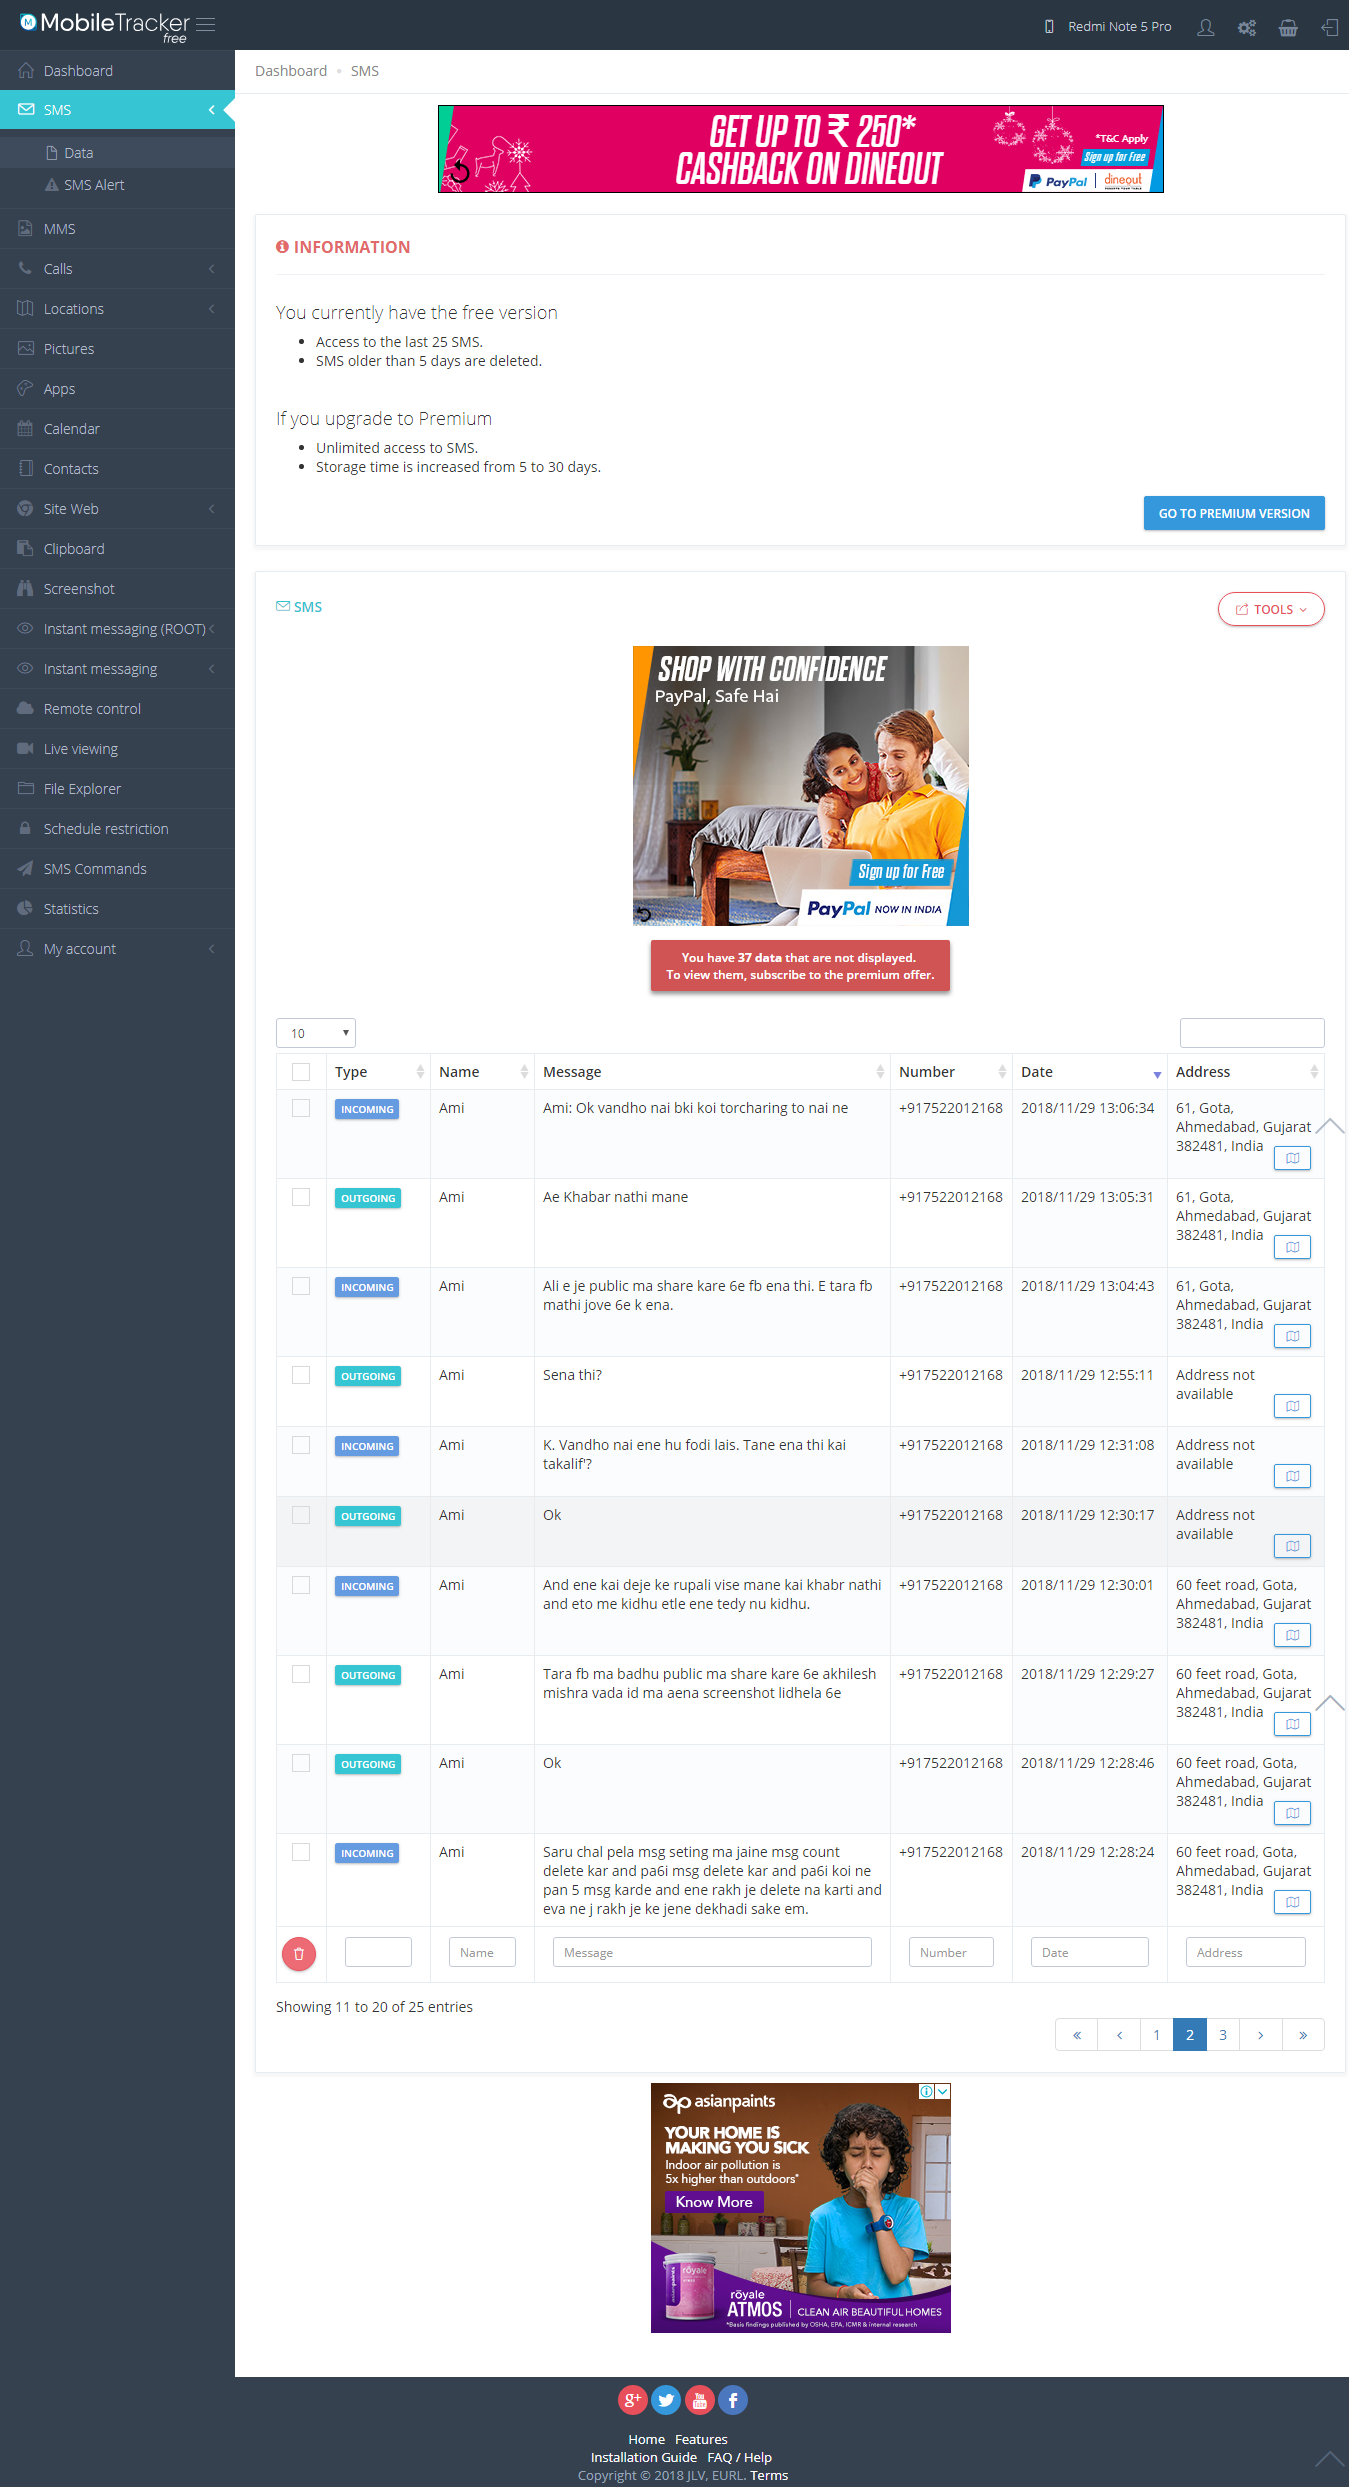 MobileTracker
free
Redmi Note 5 Pro
Dashboard
SMS
Data
SMS Alert
MMS
Calls
Locations
Pictures
Apps
Calendar
Contacts
Site Web
Clipboard
Screenshot
Instant messaging (ROOT)
Instant messaging
Remote control
Live viewing
File Explorer
Schedule restriction
SMS Commands
Statistics
My account
Dashboard • SMS
GET UP TO ₹ 250*
CASHBACK ON DINEOUT
*T&C Apply
Sign up for Free
PayPal | dineout
INFORMATION
You currently have the free version
• Access to the last 25 SMS.
• SMS older than 5 days are deleted.
If you upgrade to Premium
• Unlimited access to SMS.
• Storage time is increased from 5 to 30 days.
GO TO PREMIUM VERSION
SMS
TOOLS
SHOP WITH CONFIDENCE
PayPal, Safe Hai
Sign up for Free
PayPal NOW IN INDIA
You have 37 data that are not displayed.
To view them, subscribe to the premium offer.
10
Type Name Message Number Date Address
INCOMING Ami Ami: Ok vandho nai bki koi torcharing to nai ne +917522012168 2018/11/29 13:06:34 61, Gota,
Ahmedabad, Gujarat
382481, India
OUTGOING Ami Ae Khabar nathi mane +917522012168 2018/11/29 13:05:31 61, Gota,
Ahmedabad, Gujarat
382481, India
INCOMING Ami Ali e je public ma share kare 6e fb ena thi. E tara fb +917522012168 2018/11/29 13:04:43 61, Gota,
mathi jove 6e k ena. Ahmedabad, Gujarat
382481, India
OUTGOING Ami Sena thi? +917522012168 2018/11/29 12:55:11 Address not
available
INCOMING Ami K. Vandho nai ene hu fodi lais. Tane ena thi kai +917522012168 2018/11/29 12:31:08 Address not
takalif'? available
OUTGOING Ami Ok +917522012168 2018/11/29 12:30:17 Address not
available
INCOMING Ami And ene kai deje ke rupali vise mane kai khabr nathi +917522012168 2018/11/29 12:30:01 60 feet road, Gota,
and eto me kidhu etle ene tedy nu kidhu. Ahmedabad, Gujarat
382481, India
OUTGOING Ami Tara fb ma badhu public ma share kare 6e akhilesh +917522012168 2018/11/29 12:29:27 60 feet road, Gota,
mishra vada id ma aena screenshot lidhela 6e Ahmedabad, Gujarat
382481, India
OUTGOING Ami Ok +917522012168 2018/11/29 12:28:46 60 feet road, Gota,
Ahmedabad, Gujarat
382481, India
INCOMING Ami Saru chal pela msg seting ma jaine msg count +917522012168 2018/11/29 12:28:24 60 feet road, Gota,
delete kar and pa6i msg delete kar and pa6i koi ne Ahmedabad, Gujarat
pan 5 msg karde and ene rakh je delete na karti and 382481, India
eva ne j rakh je ke jene dekhadi sake em.
Name Message Number Date Address
Showing 11 to 20 of 25 entries
« ‹ 1 2 3 › »
asianpaints
YOUR HOME IS
MAKING YOU SICK
Indoor air pollution is
5x higher than outdoors*
Know More
röyale
röyale
ATMOS | CLEAN AIR BEAUTIFUL HOMES
*Basis findings published by OSHA, EPA, ICMR & internal research
Home Features
Installation Guide FAQ / Help
Copyright © 2018 JLV, EURL. Terms